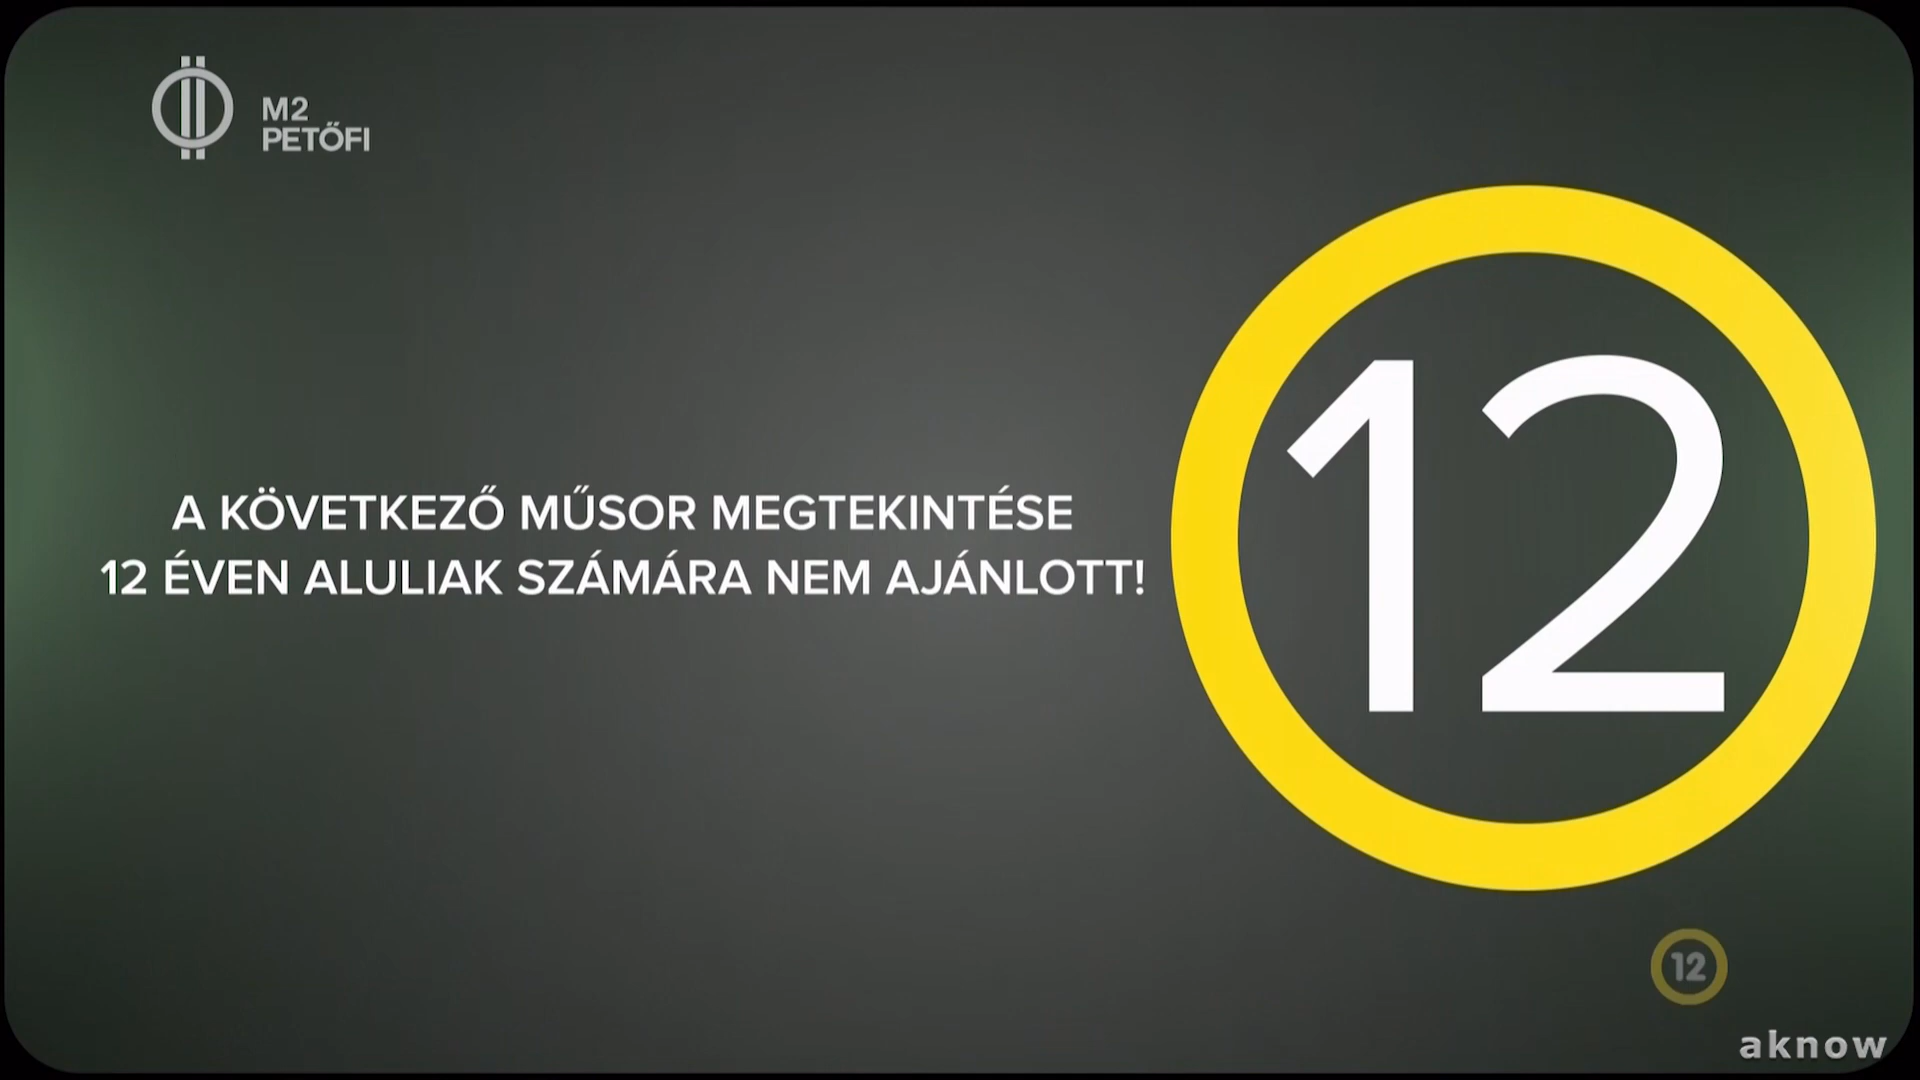 M2
PETŐFI
A KÖVETKEZŐ MŰSOR MEGTEKINTÉSE
12 ÉVEN ALULIAK SZÁMÁRA NEM AJÁNLOTT!
12
12
aknow